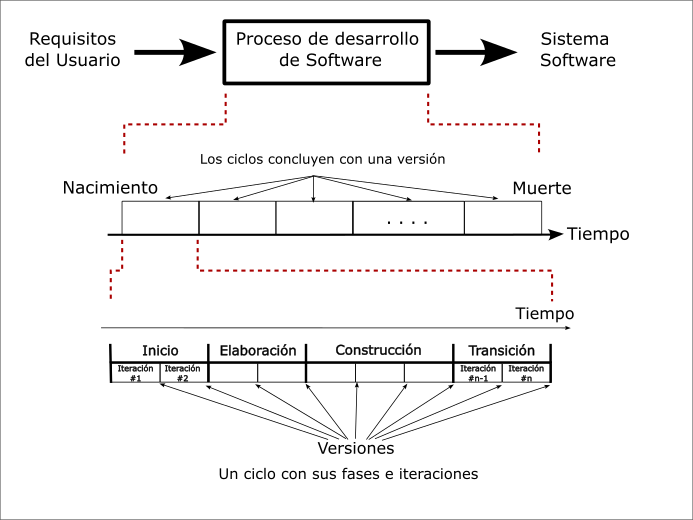 Requisitos
del Usuario
Proceso de desarrollo
de Software
Sistema
Software
Los ciclos concluyen con una versión
Nacimiento
Muerte
. . . .
Tiempo
Tiempo
Inicio
Elaboración
Construcción
Transición
Iteración
#1
Iteración
#2
Iteración
#n-1
Iteración
#n
Versiones
Un ciclo con sus fases e iteraciones